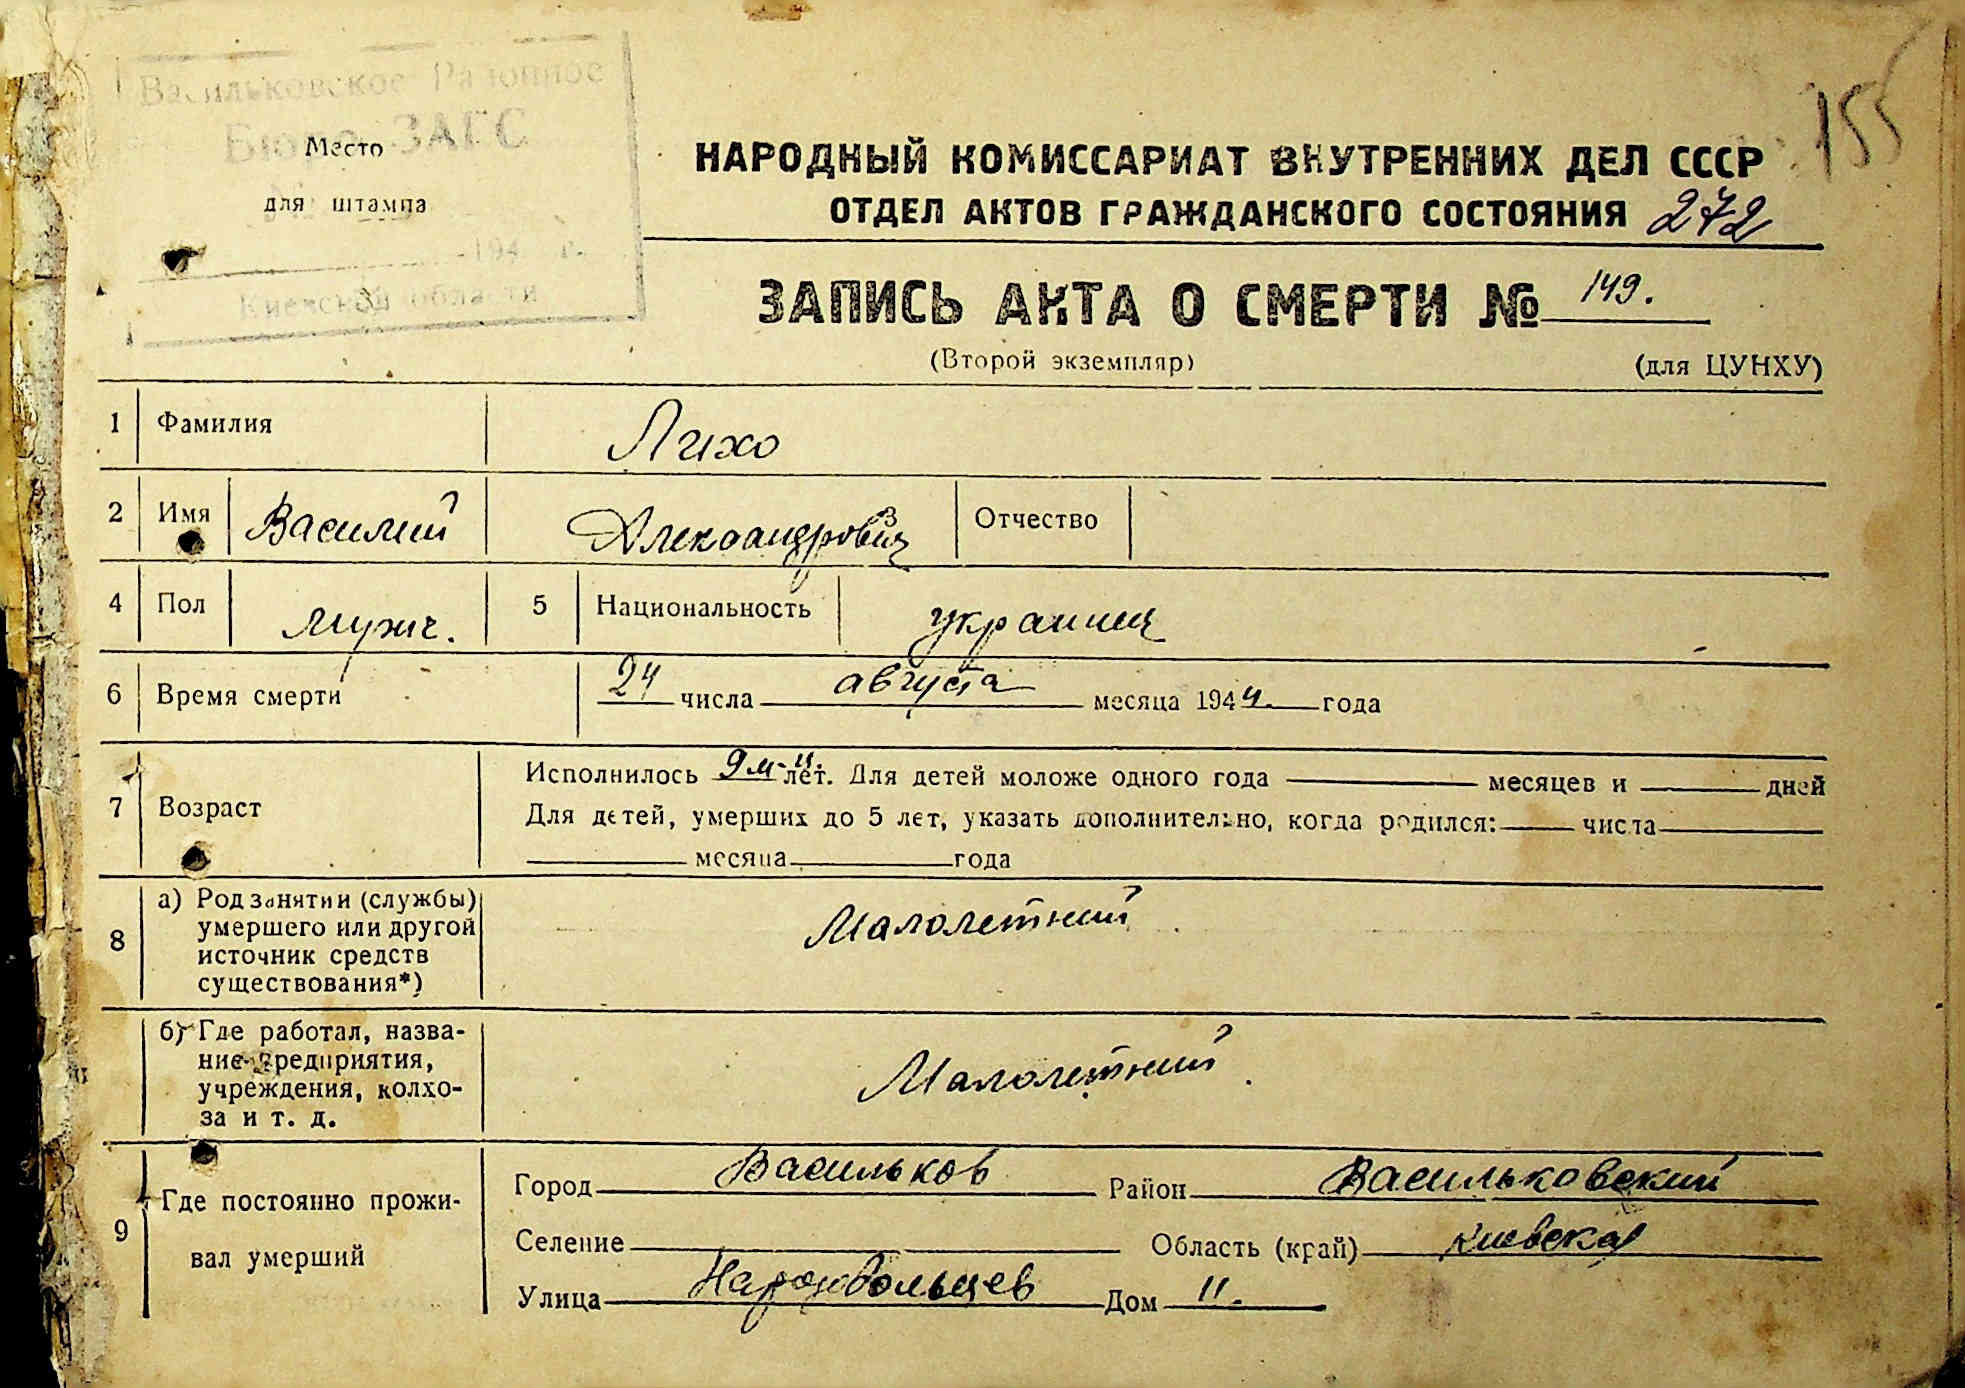 Васильковское Районное
Бюро ЗАГС
Место
для штампа
194 г.
Киевской области
155
НАРОДНЫЙ КОМИССАРИАТ ВНУТРЕННИХ ДЕЛ СССР
ОТДЕЛ АКТОВ ГРАЖДАНСКОГО СОСТОЯНИЯ 272
ЗАПИСЬ АКТА О СМЕРТИ № 149.
(Второй экземпляр) (для ЦУНХУ)
1 Фамилия Лихо
2 Имя Василий Александрович 3 Отчество
4 Пол мужч. 5 Национальность украинец
6 Время смерти 24 числа августа месяца 1944 года
7 Возраст
Исполнилось 9 м-ц. лет. Для детей моложе одного года месяцев и дней
Для детей, умерших до 5 лет, указать дополнительно, когда родился: числа
месяца года
8 а) Род занятий (службы)
умершего или другой
источник средств
существования*)
Малолетний
б) Где работал, назва-
ние предприятия,
учреждения, колхо-
за и т. д.
Малолетний.
9 Где постоянно прожи-
вал умерший
Город Васильков Район Васильковский
Селение Область (край) Киевская
Улица Народовольцев Дом 11.